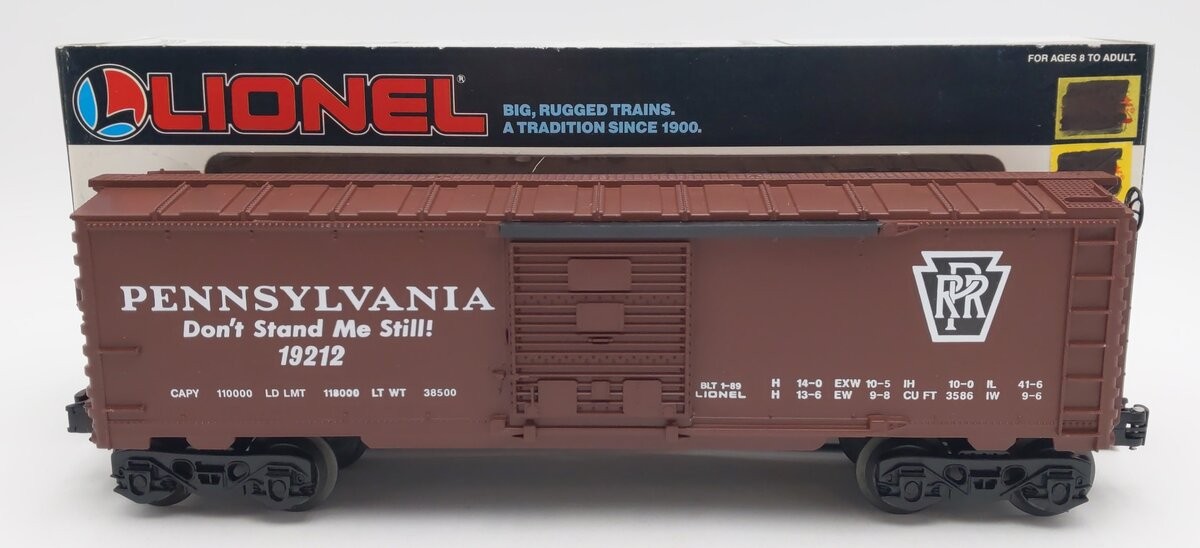 LIONEL®
BIG, RUGGED TRAINS.
A TRADITION SINCE 1900.
FOR AGES 8 TO ADULT.
PENNSYLVANIA
Don't Stand Me Still!
19212
CAPY 110000 LD LMT 118000 LT WT 38500
PRR
BLT 1-89
LIONEL
H 14-0 EXW 10-5 IH 10-0 IL 41-6
H 13-6 EW 9-8 CU FT 3586 IW 9-6